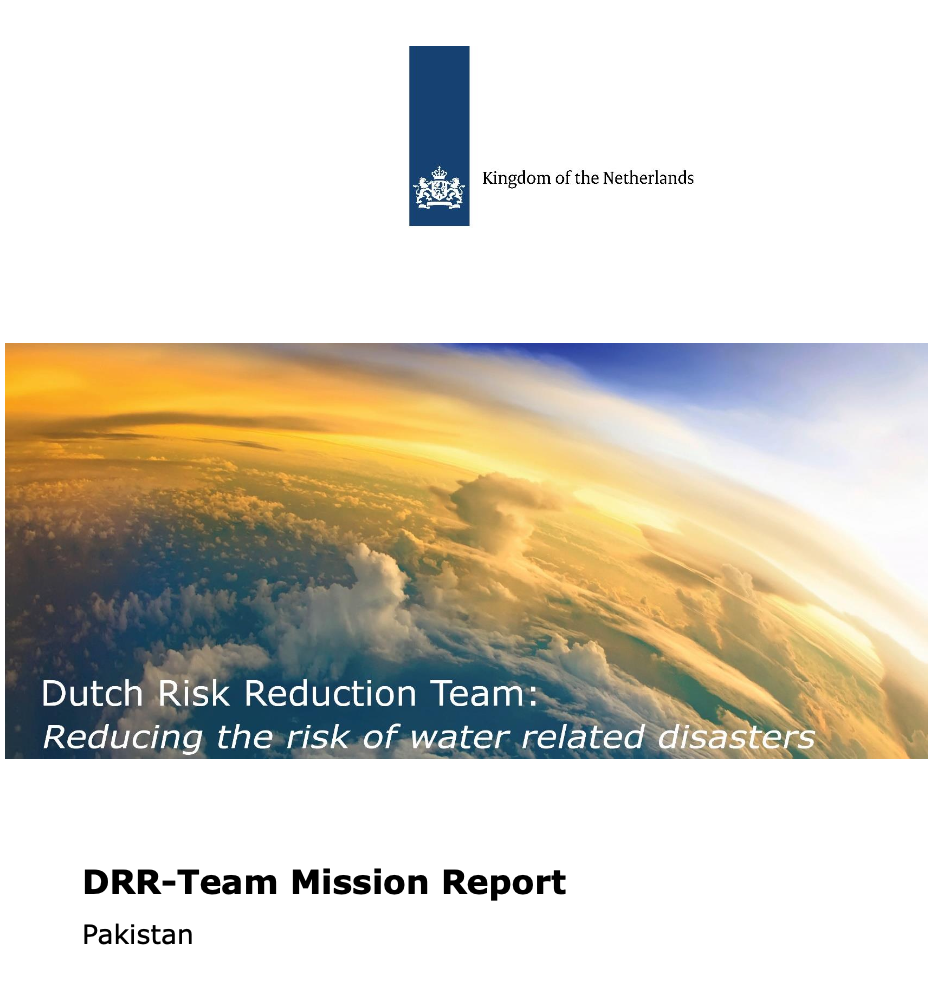 Kingdom of the Netherlands
Dutch Risk Reduction Team:
Reducing the risk of water related disasters
DRR-Team Mission Report
Pakistan